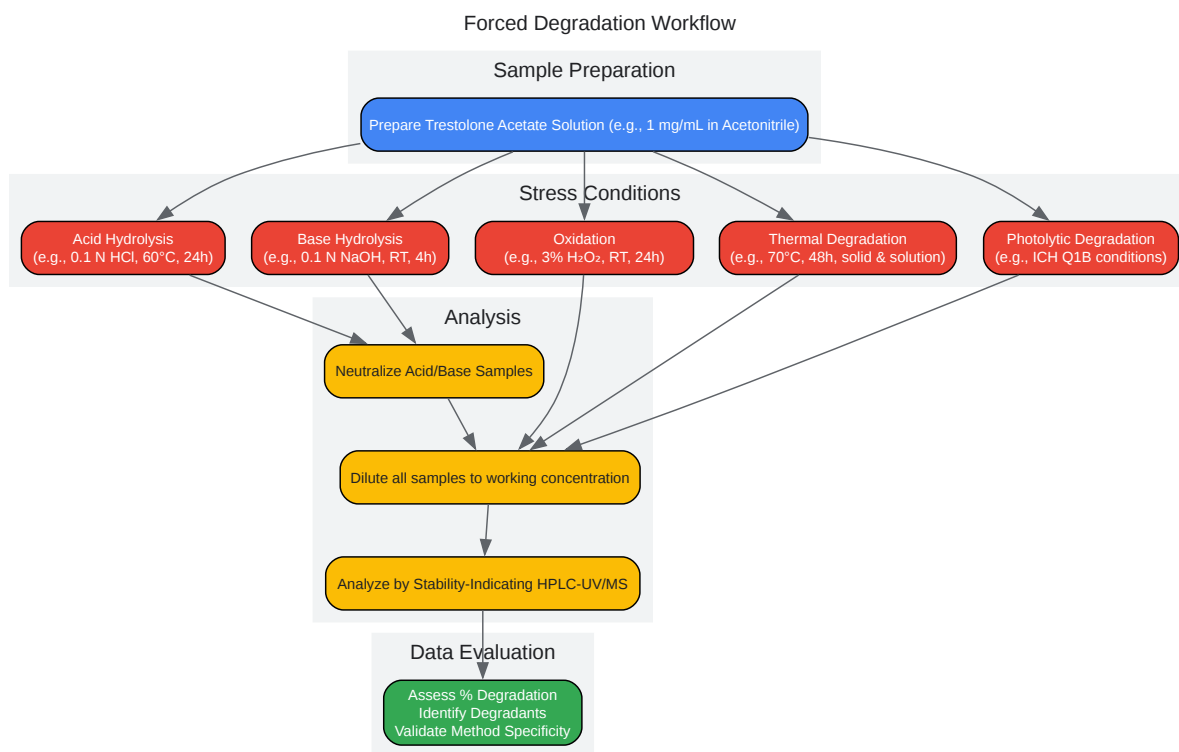 Forced Degradation Workflow
Sample Preparation
Prepare Trestolone Acetate Solution (e.g., 1 mg/mL in Acetonitrile)
Stress Conditions
Acid Hydrolysis
(e.g., 0.1 N HCl, 60°C, 24h)
Base Hydrolysis
(e.g., 0.1 N NaOH, RT, 4h)
Oxidation
(e.g., 3% H₂O₂, RT, 24h)
Thermal Degradation
(e.g., 70°C, 48h, solid & solution)
Photolytic Degradation
(e.g., ICH Q1B conditions)
Analysis
Neutralize Acid/Base Samples
Dilute all samples to working concentration
Analyze by Stability-Indicating HPLC-UV/MS
Data Evaluation
Assess % Degradation
Identify Degradants
Validate Method Specificity